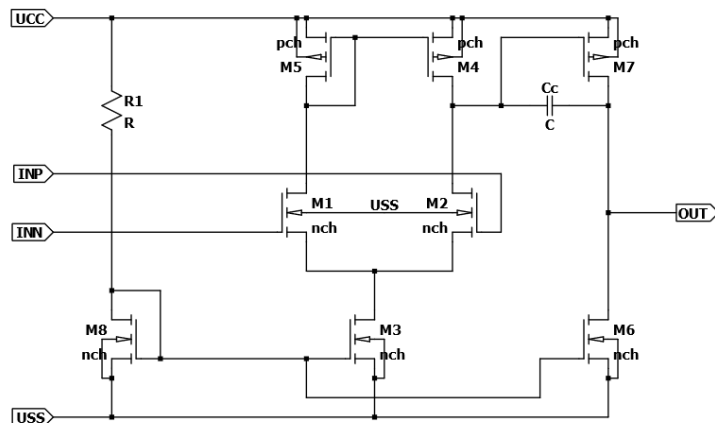 UCC
pch
M5
pch
M4
pch
M7
R1
R
Cc
C
INP
M1
USS
M2
OUT
INN
nch
nch
M8
nch
M3
nch
M6
nch
USS